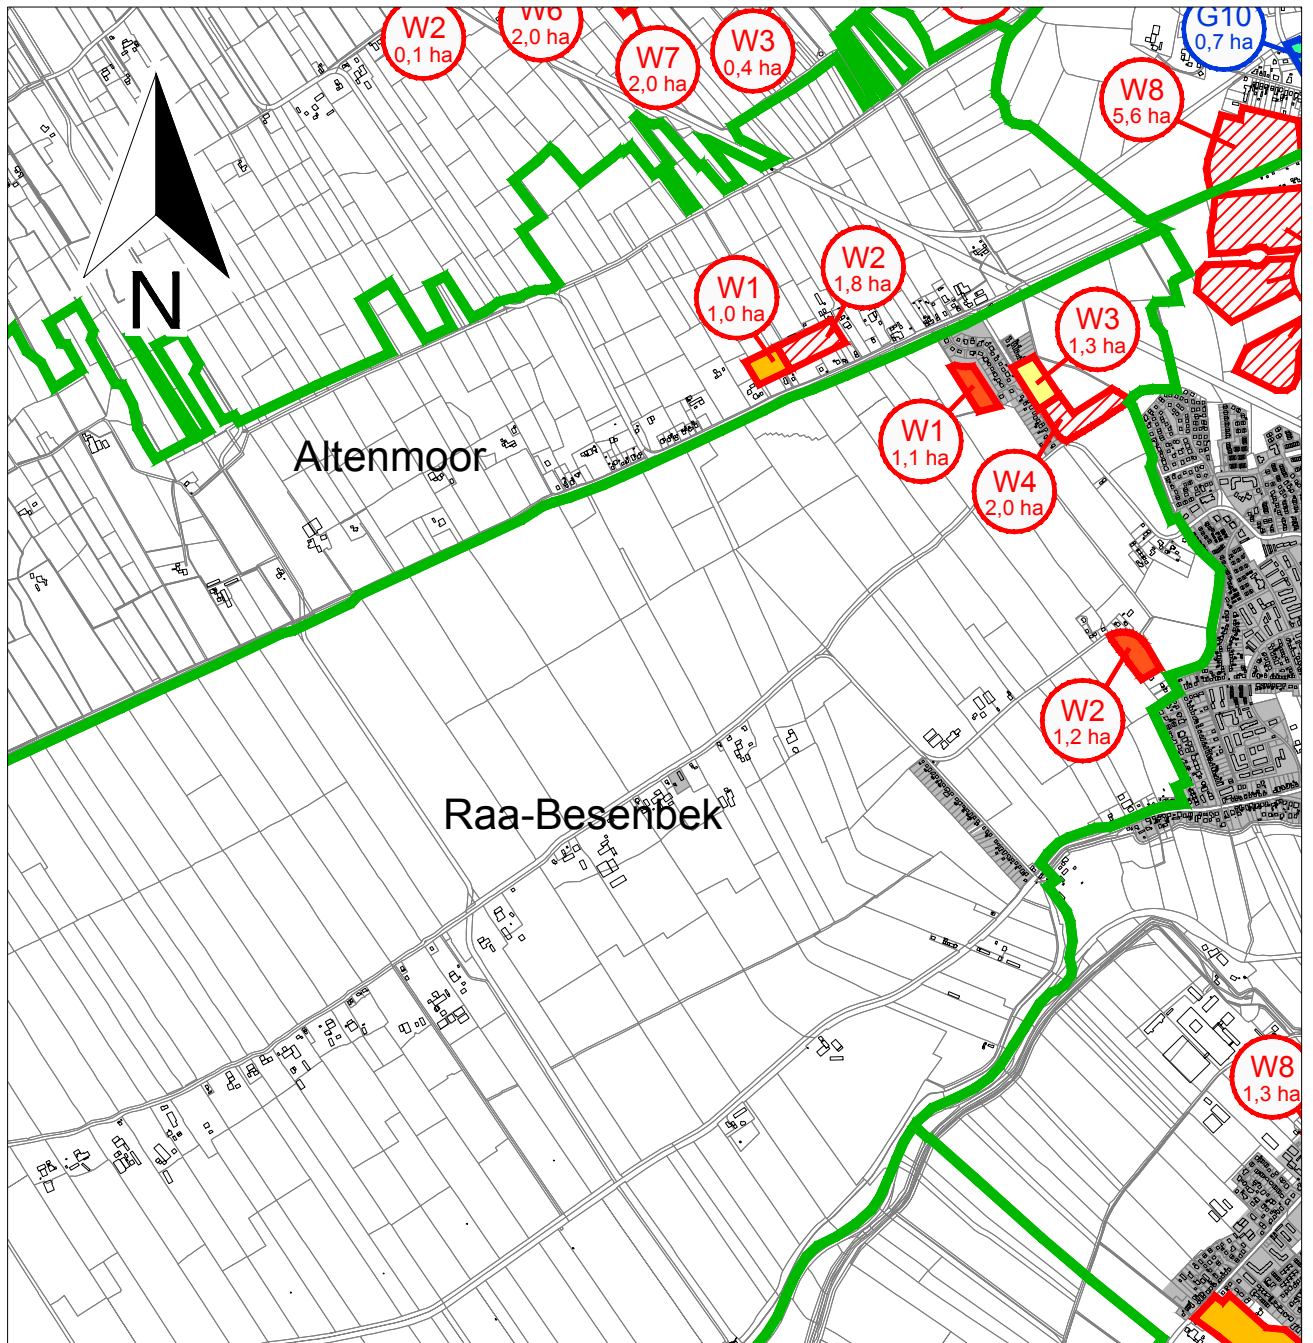 W2
0,1 ha
W6
2,0 ha
W7
2,0 ha
W3
0,4 ha
G10
0,7 ha
W8
5,6 ha
N
W1
1,0 ha
W2
1,8 ha
W3
1,3 ha
W1
1,1 ha
W4
2,0 ha
Altenmoor
W2
1,2 ha
Raa-Besenbek
W8
1,3 ha